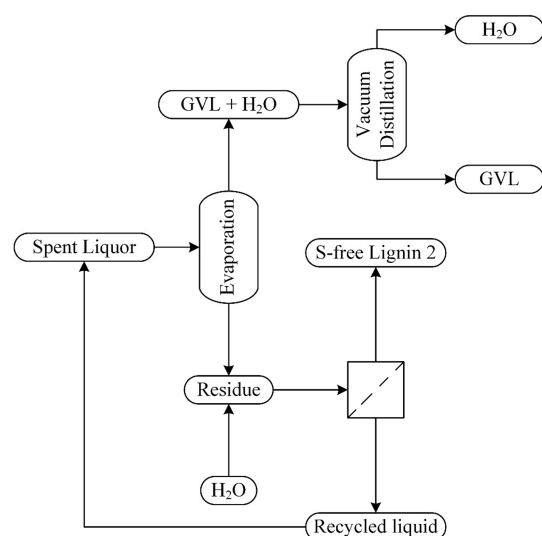 H₂O
GVL + H₂O
Vacuum
Distillation
GVL
Spent Liquor
Evaporation
S-free Lignin 2
Residue
H₂O
Recycled liquid